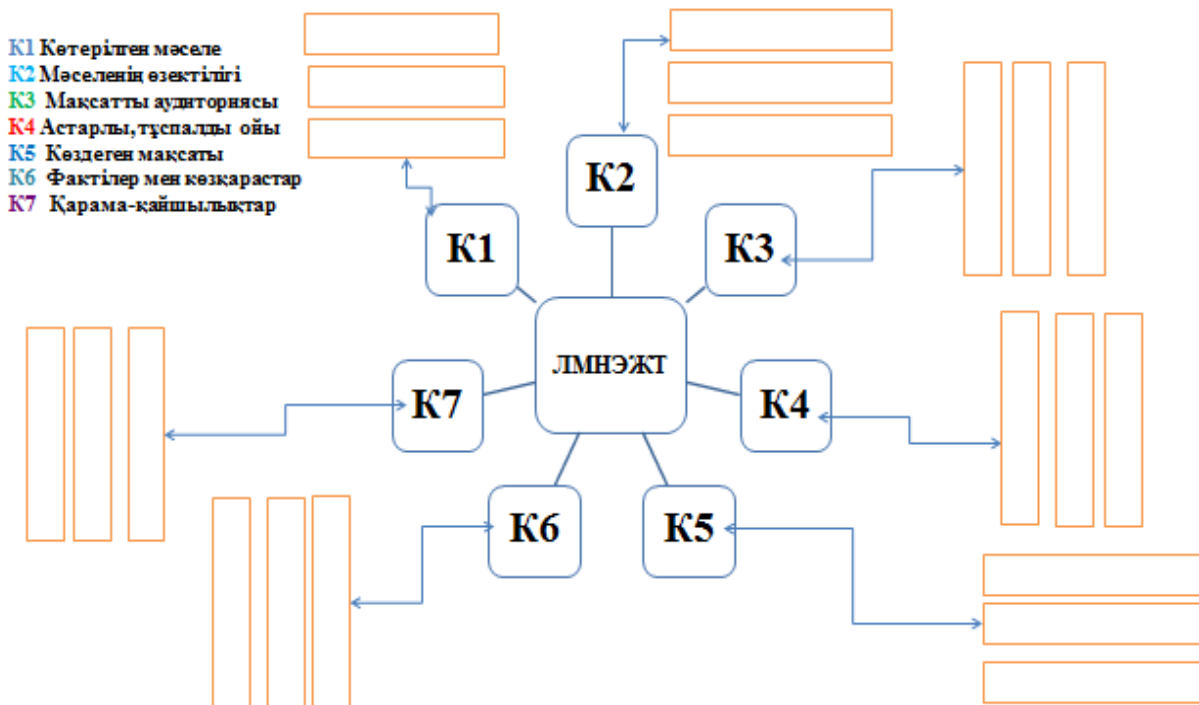 К1 Көтерілген мәселе
К2 Мәселенің өзектілігі
К3 Мақсатты аудиториясы
К4 Астарлы,тұспалды ойы
К5 Көздеген мақсаты
К6 Фактілер мен көзқарастар
К7 Қарама-қайшылықтар
К1
К2
К3
ЛМНЭЖТ
К7
К4
К6
К5